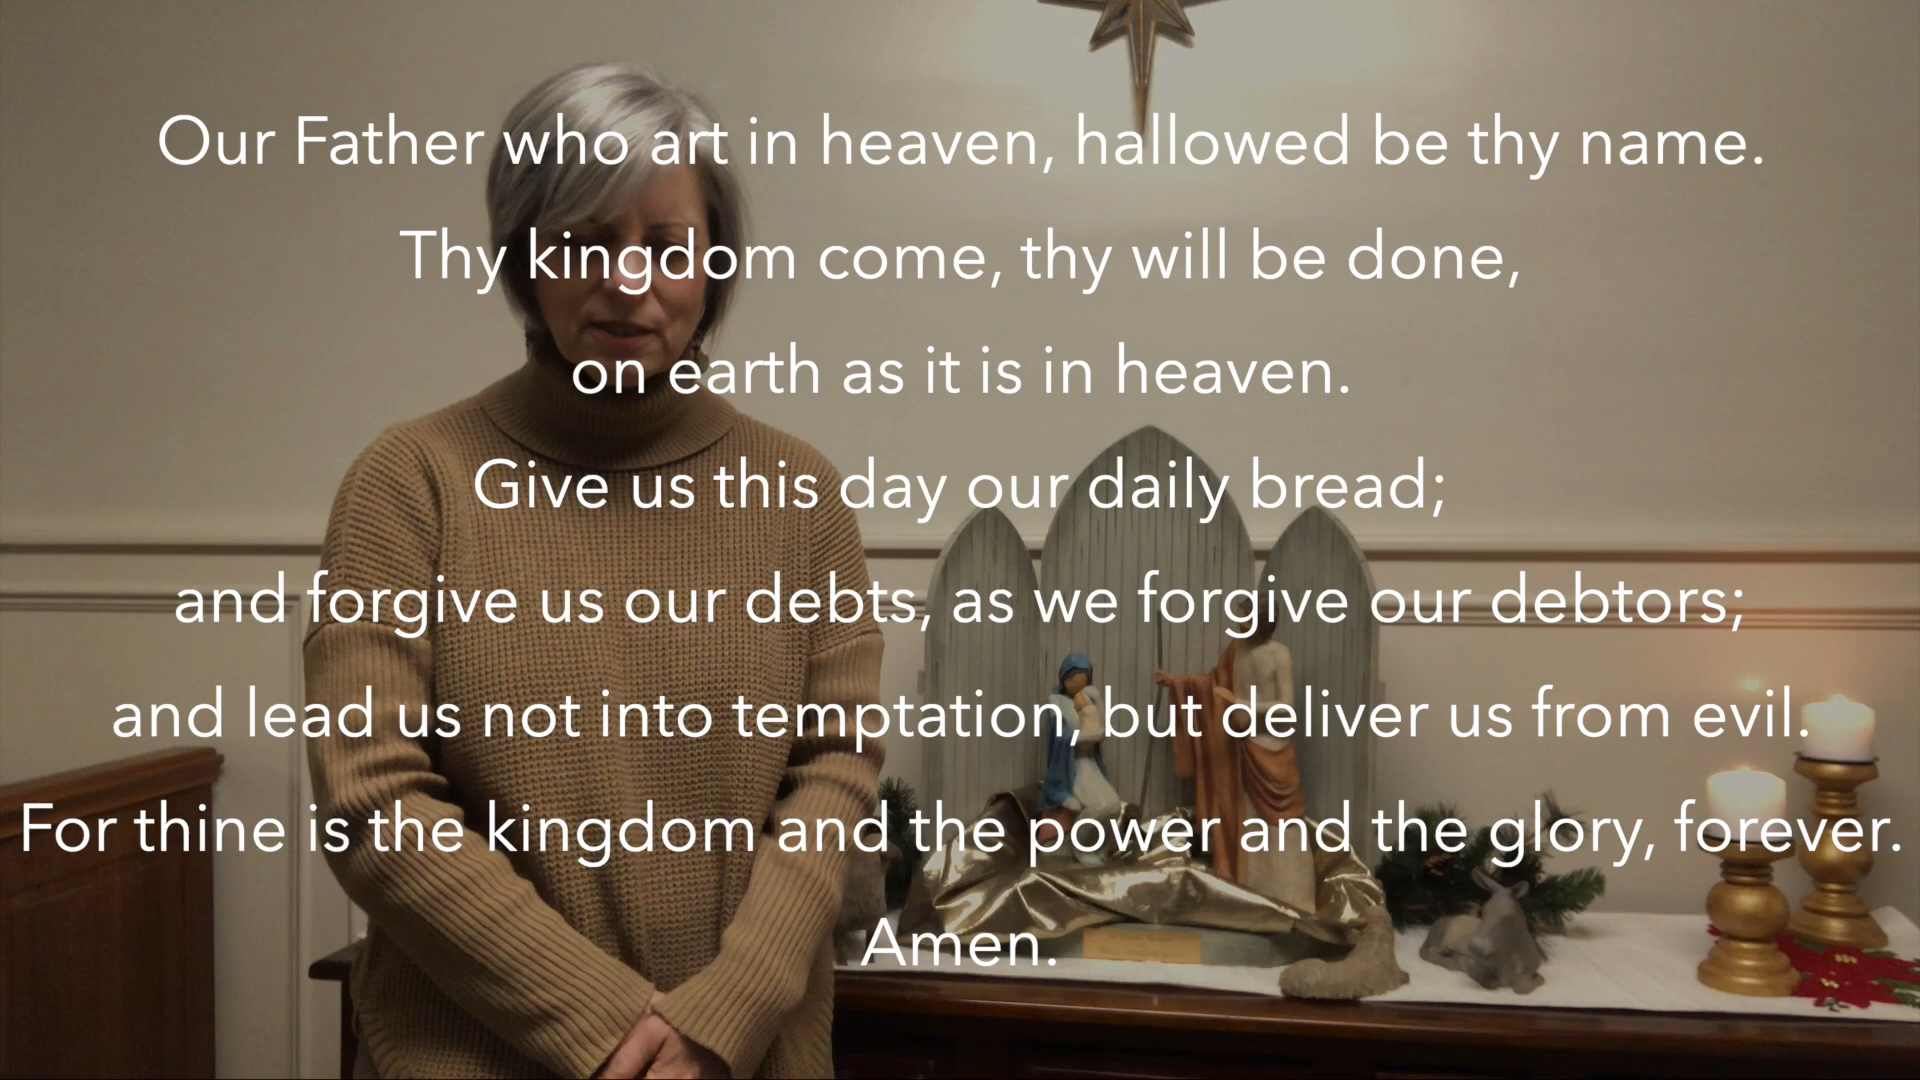 Our Father who art in heaven, hallowed be thy name.
Thy kingdom come, thy will be done,
on earth as it is in heaven.
Give us this day our daily bread;
and forgive us our debts, as we forgive our debtors;
and lead us not into temptation, but deliver us from evil.
For thine is the kingdom and the power and the glory, forever.
Amen.